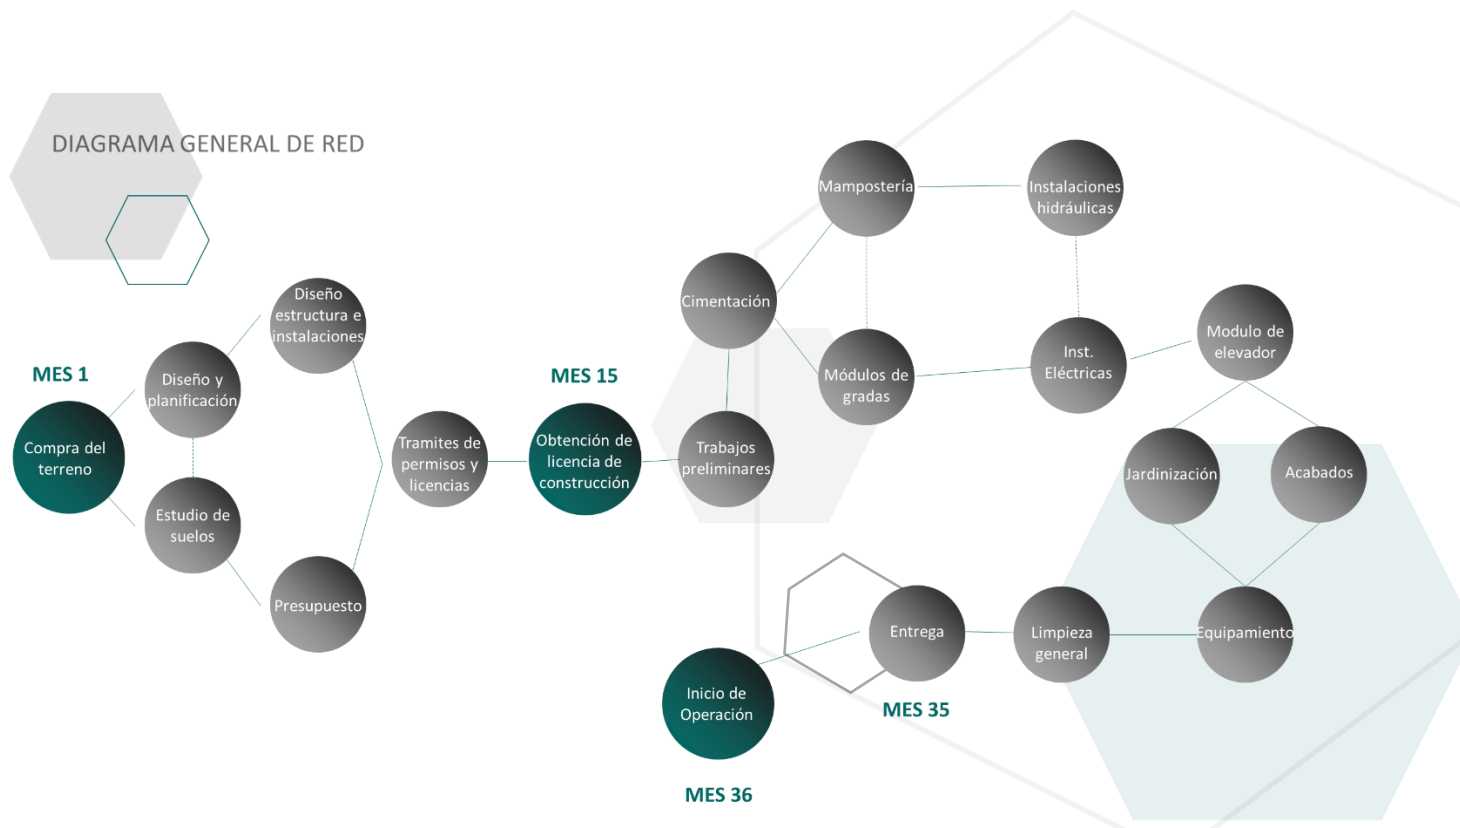 DIAGRAMA GENERAL DE RED
MES 1
Compra del
terreno
Diseño y
planificación
Estudio de
suelos
Diseño
estructura e
instalaciones
Presupuesto
Tramites de
permisos y
licencias
MES 15
Obtención de
licencia de
construcción
Trabajos
preliminares
Cimentación
Mampostería
Módulos de
gradas
Instalaciones
hidráulicas
Inst.
Eléctricas
Modulo de
elevador
Jardinización
Acabados
Equipamiento
Limpieza
general
Entrega
MES 35
Inicio de
Operación
MES 36